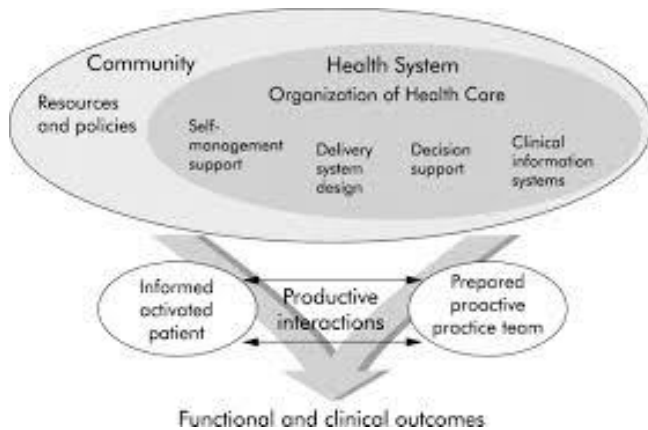 Community
Health System
Organization of Health Care
Resources
and policies
Self-
management
support
Delivery
system
design
Decision
support
Clinical
information
systems
Informed
activated
patient
Productive
interactions
Prepared
proactive
practice team
Functional and clinical outcomes